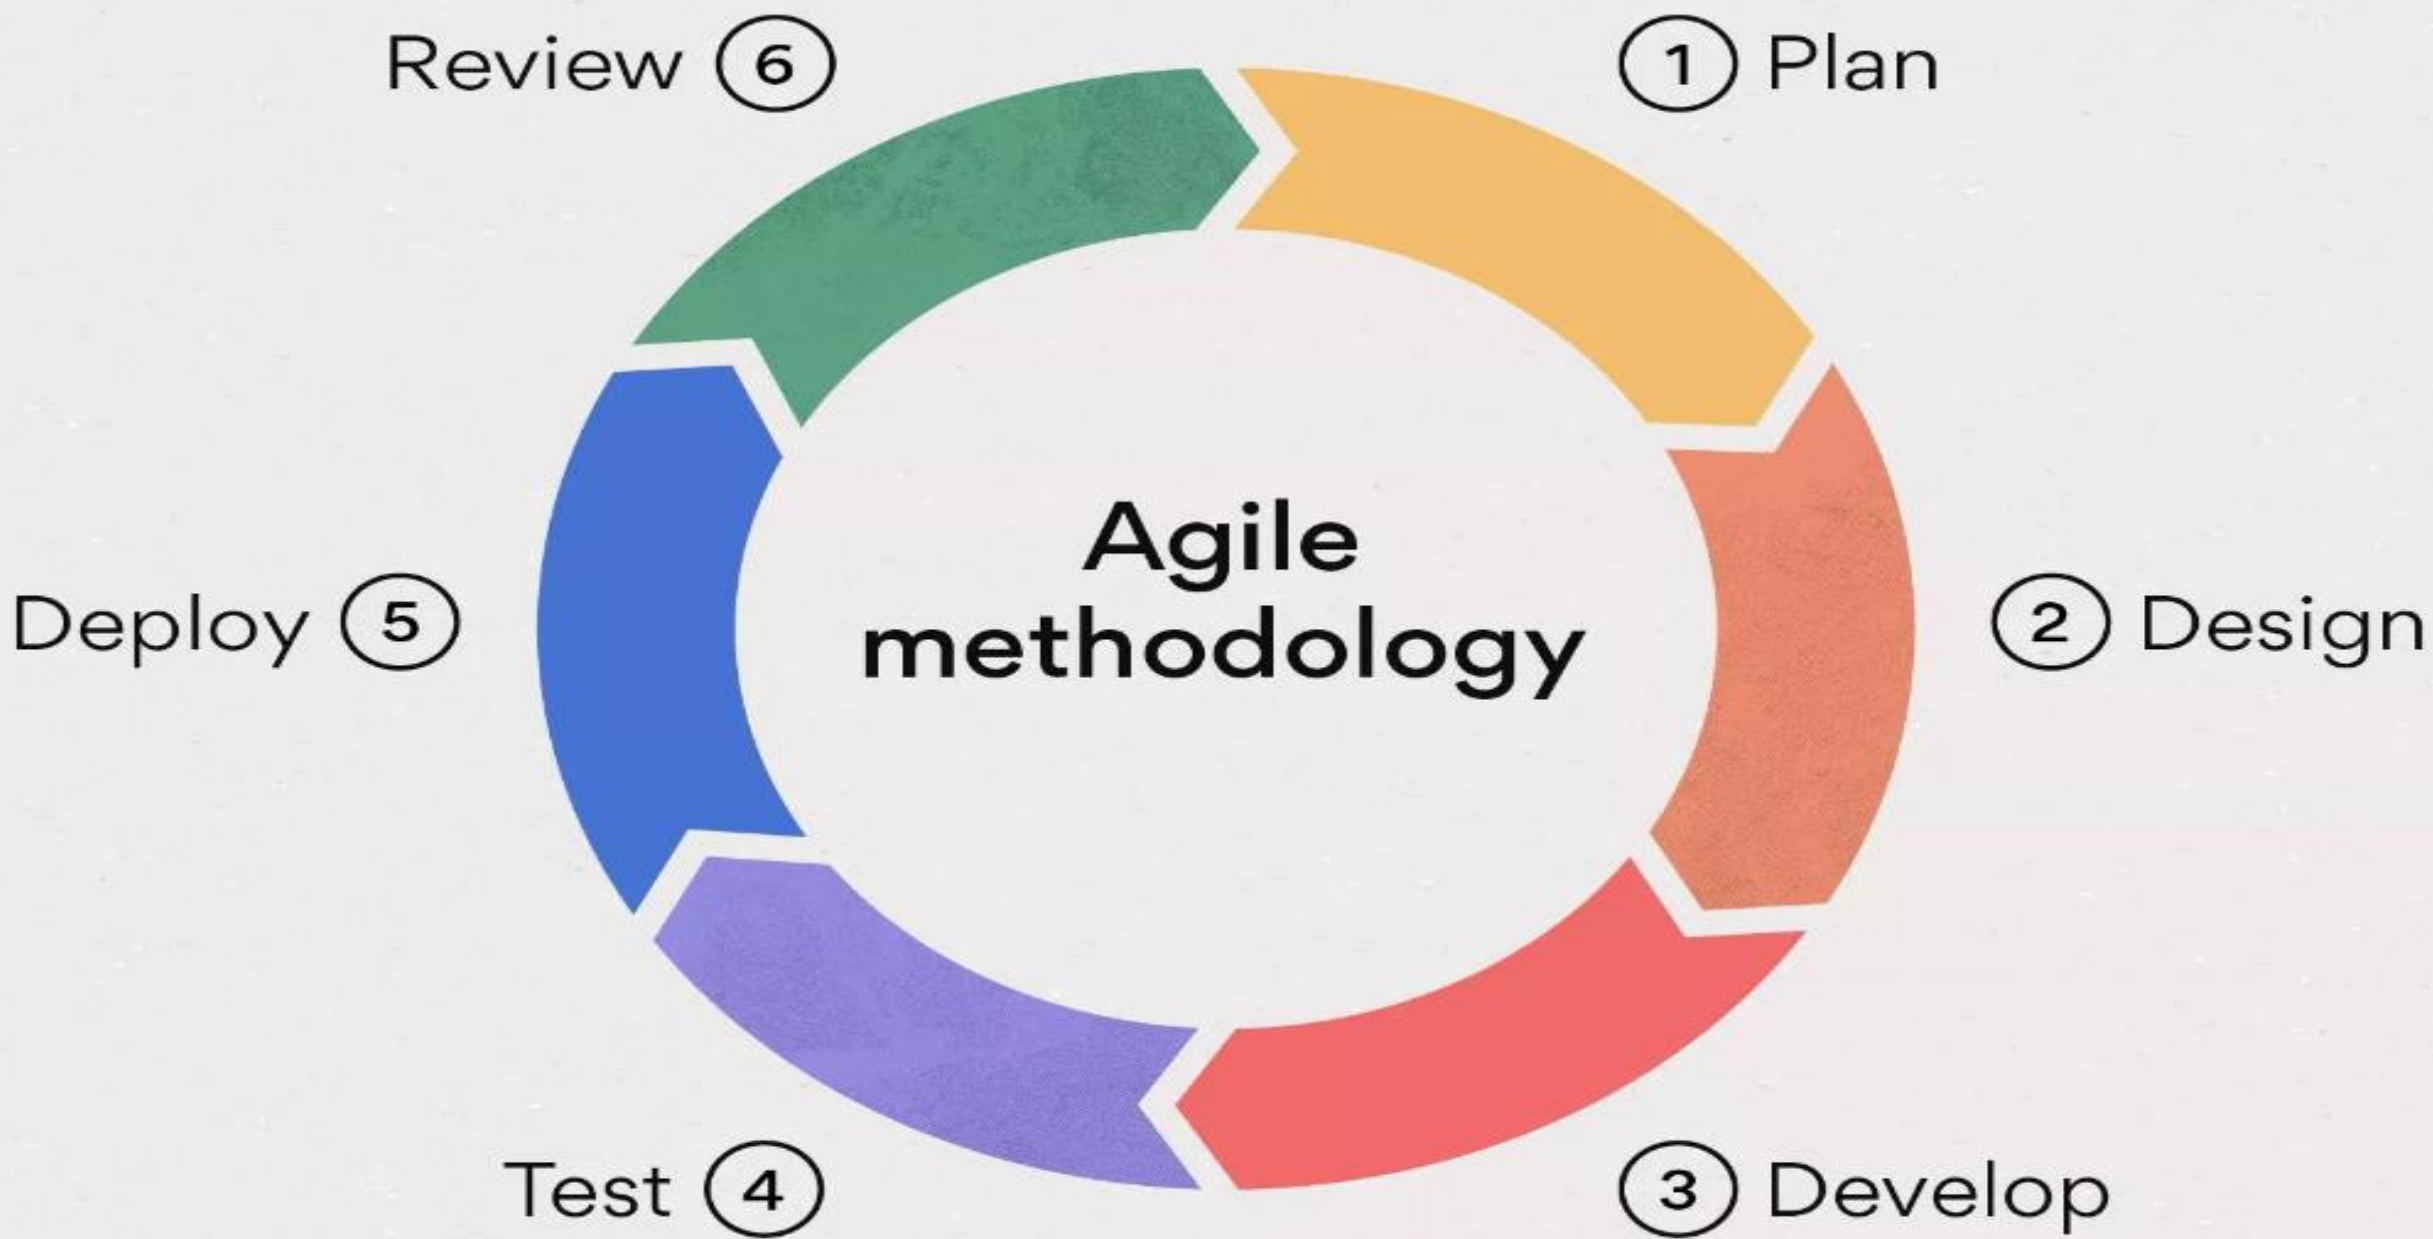 Review 6
1 Plan
Agile
methodology
Deploy 5
2 Design
Test 4
3 Develop